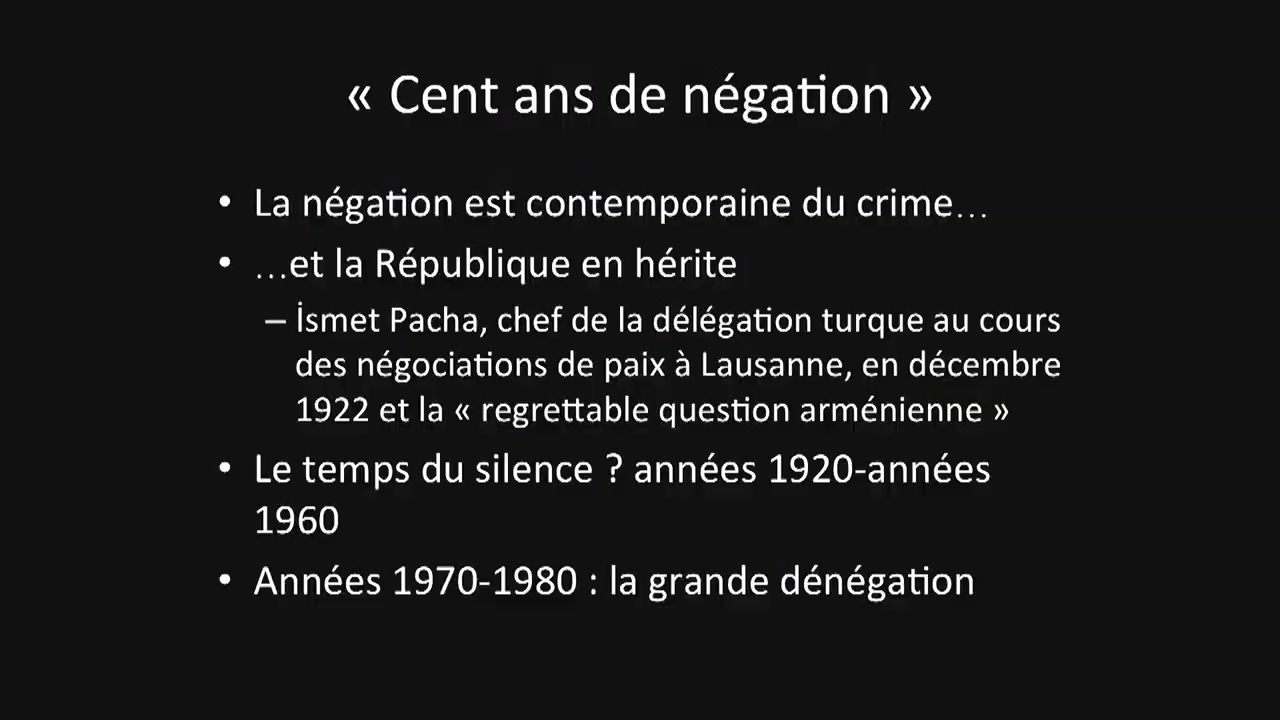 « Cent ans de négation »
• La négation est contemporaine du crime…
• …et la République en hérite
– İsmet Pacha, chef de la délégation turque au cours
des négociations de paix à Lausanne, en décembre
1922 et la « regrettable question arménienne »
• Le temps du silence ? années 1920-années
1960
• Années 1970-1980 : la grande dénégation